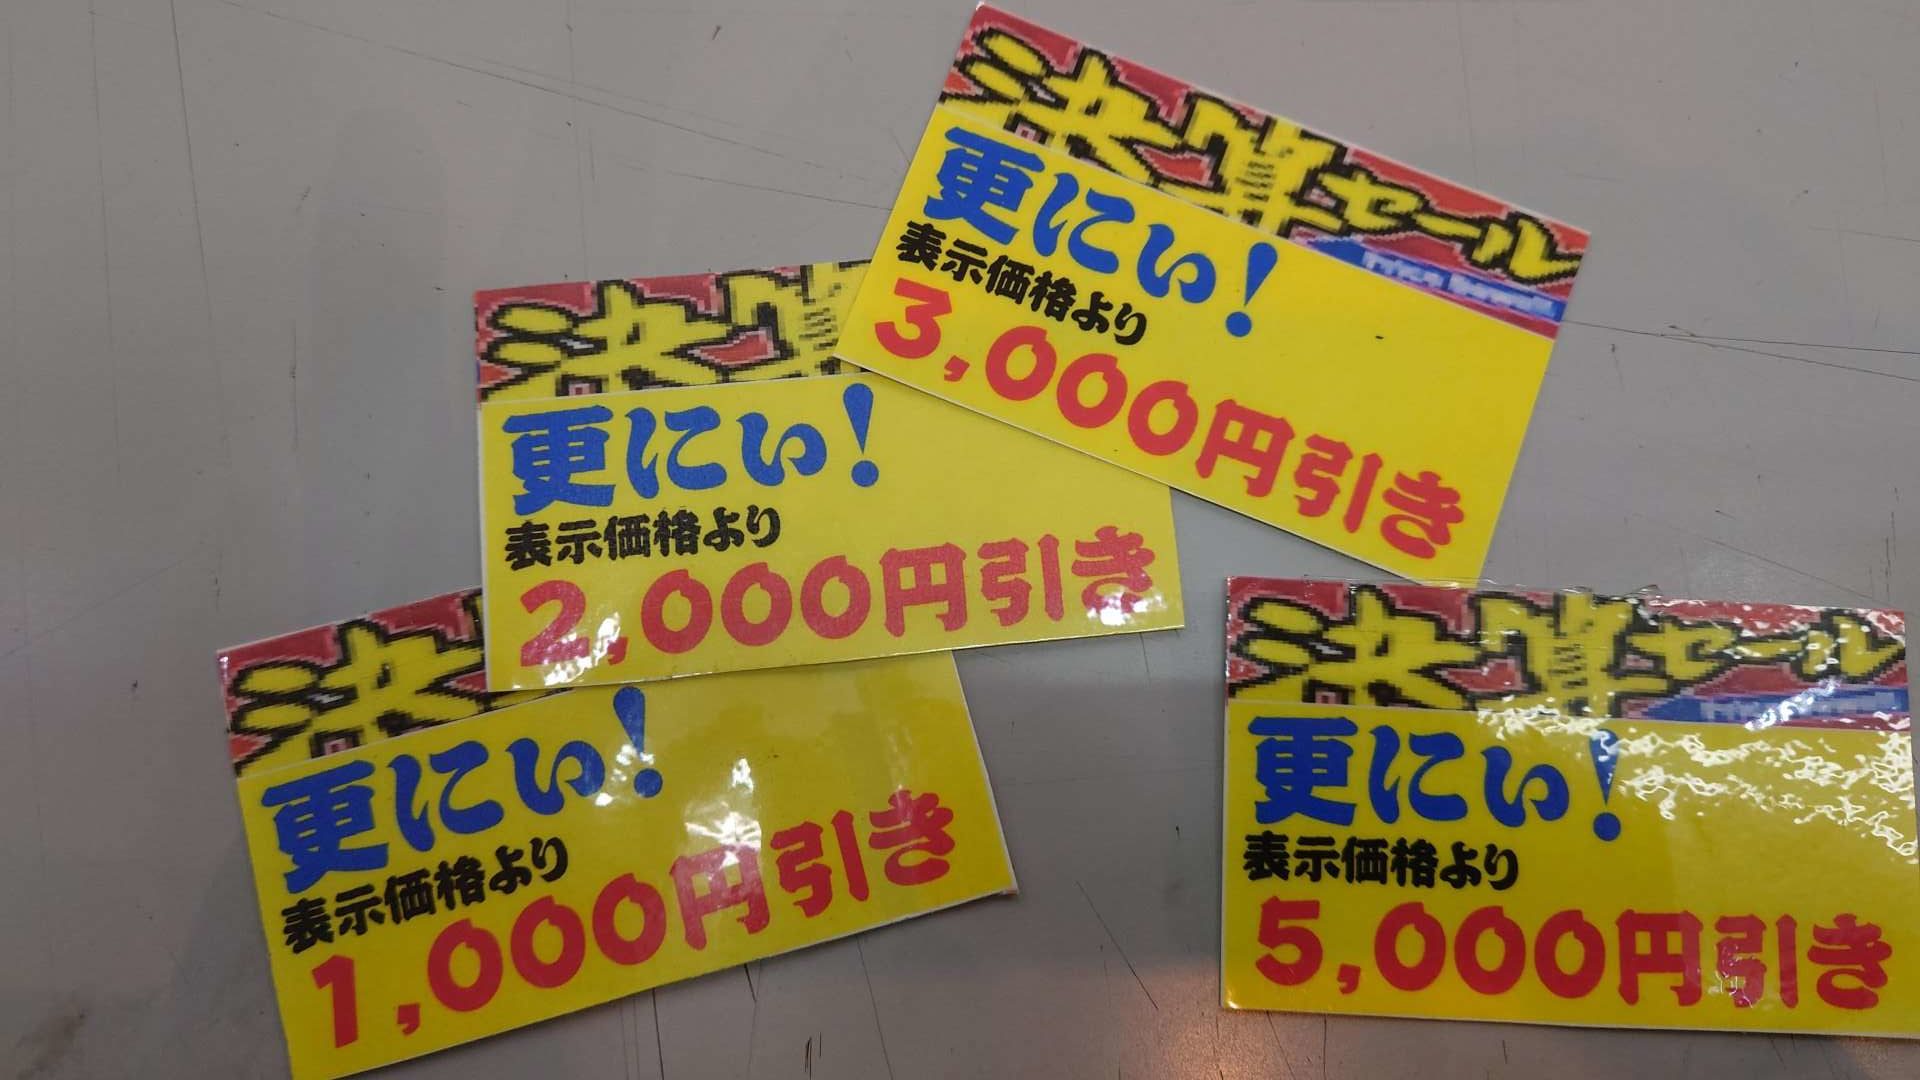 決算セール
更にぃ!
表示価格より
3,000円引き
決算
更にぃ!
表示価格より
2,000円引き
決
更にぃ!
表示価格より
1,000円引き
決算セール
更にぃ!
表示価格より
5,000円引き